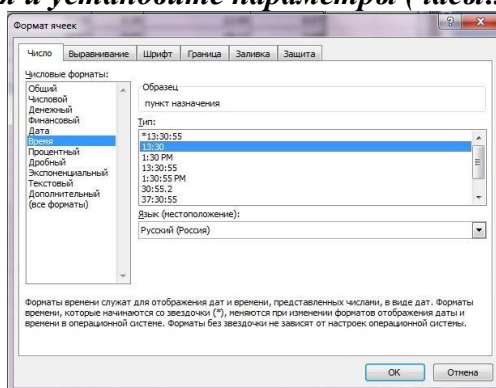 и установите параметры (часы:
Формат ячеек
Число Выравнивание Шрифт Граница Заливка Защита
Числовые форматы:
Общий
Числовой
Денежный
Финансовый
Дата
Время
Процентный
Дробный
Экспоненциальный
Текстовый
Дополнительный
(все форматы)
Образец
пункт назначения
Тип:
*13:30:55
13:30
1:30 PM
13:30:55
1:30:55 PM
30:55.2
37:30:55
Язык (местоположение):
Русский (Россия)
Форматы времени служат для отображения дат и времени, представленных числами, в виде дат. Форматы
времени, которые начинаются со звездочки (*), меняются при изменении форматов отображения даты и
времени в операционной системе. Форматы без звездочки не зависят от настроек операционной системы.
ОК Отмена